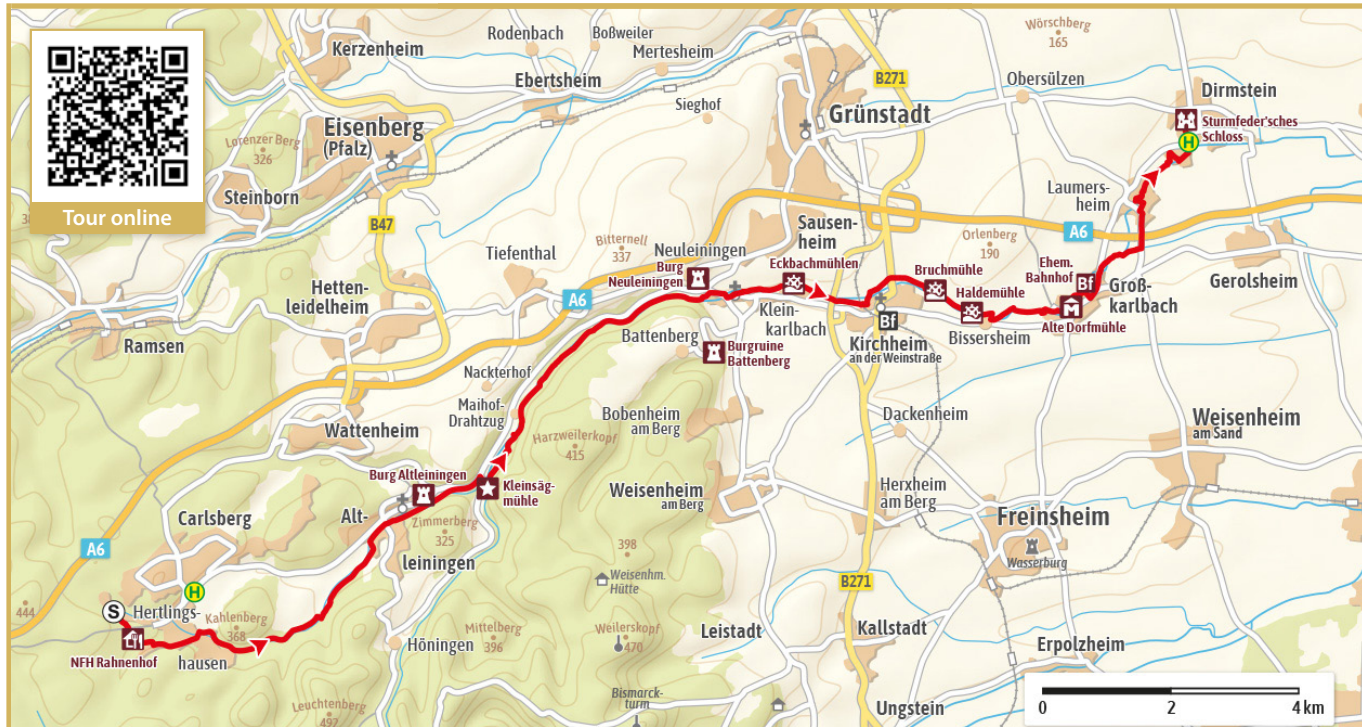 Tour online
Kerzenheim
Rodenbach
Boßweiler
Mertesheim
Ebertsheim
Sieghof
B271
Wörschberg
165
Obersülzen
Dirmstein
Sturmfeder'sches
Schloss
H
Lorenzer Berg
326
Eisenberg
(Pfalz)
Grünstadt
Steinborn
B47
Laumers-
heim
Tiefenthal
Bitternell
337
Neuleiningen
Burg
Neuleiningen
Sausen-
heim
Eckbachmühlen
A6
Orlenberg
190
Bruchmühle
Haldemühle
Ehem.
Bahnhof
Bf
Groß-
karlbach
Gerolsheim
Hetten-
leidelheim
A6
Klein-
karlbach
Bf
Kirchheim
an der Weinstraße
Bissersheim
Alte Dorfmühle
Ramsen
Battenberg
Burgruine
Battenberg
Nackterhof
Maihof-
Drahtzug
Wattenheim
Harzweilerkopf
415
Bobenheim
am Berg
Dackenheim
Weisenheim
am Sand
Burg Altleiningen
Kleinsäg-
mühle
Weisenheim
am Berg
Herxheim
am Berg
Freinsheim
Wasserburg
Carlsberg
Alt-
leiningen
Zimmerberg
325
A6
398
Weisenhm.
Hütte
B271
H
444
S
Hertlings-
hausen
Kahlenberg
368
NFH Rahnenhof
Höningen
Mittelberg
396
Weilerskopf
470
Leistadt
Kallstadt
Erpolzheim
Leuchtenberg
492
Bismarck-
turm
Ungstein
0 2 4 km